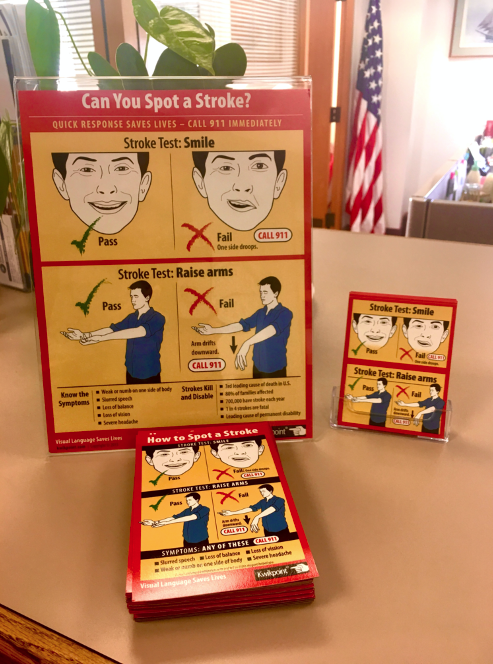 Can You Spot a Stroke?
QUICK RESPONSE SAVES LIVES – CALL 911 IMMEDIATELY
Stroke Test: Smile
Pass
Fail
CALL 911
One side droops.
Stroke Test: Raise arms
Pass
Fail
Arm drifts
downward.
CALL 911
Know the
Symptoms
Weak or numb on one side of body
Slurred speech
Loss of balance
Loss of vision
Severe headache
Strokes Kill
and Disable
3rd leading cause of death in U.S.
80% of families affected
700,000 have stroke each year
1 in 4 strokes are fatal
Leading cause of permanent disability
Visual Language Saves Lives
Kwikpoint
Stroke Test: Smile
Pass
Fail
CALL 911
Stroke Test: Raise arms
Pass
Fail
Arm drifts
downward.
CALL 911
How to Spot a Stroke
STROKE TEST: SMILE
Pass
Fail
One side droops.
CALL 911
STROKE TEST: RAISE ARMS
Pass
Fail
Arm drifts
downward.
CALL 911
SYMPTOMS: ANY OF THESE CALL 911
Slurred speech Loss of balance Loss of vision
Weak or numb on one side of body Severe headache
Visual Language Saves Lives
Kwikpoint